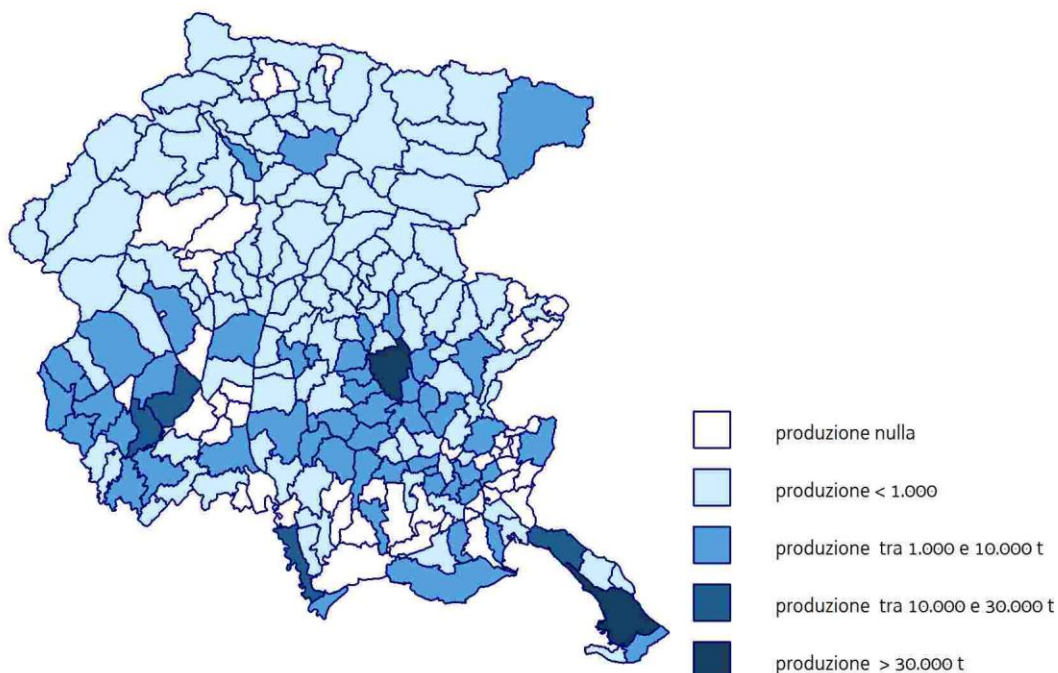 produzione nulla
produzione < 1.000
produzione tra 1.000 e 10.000 t
produzione tra 10.000 e 30.000 t
produzione > 30.000 t